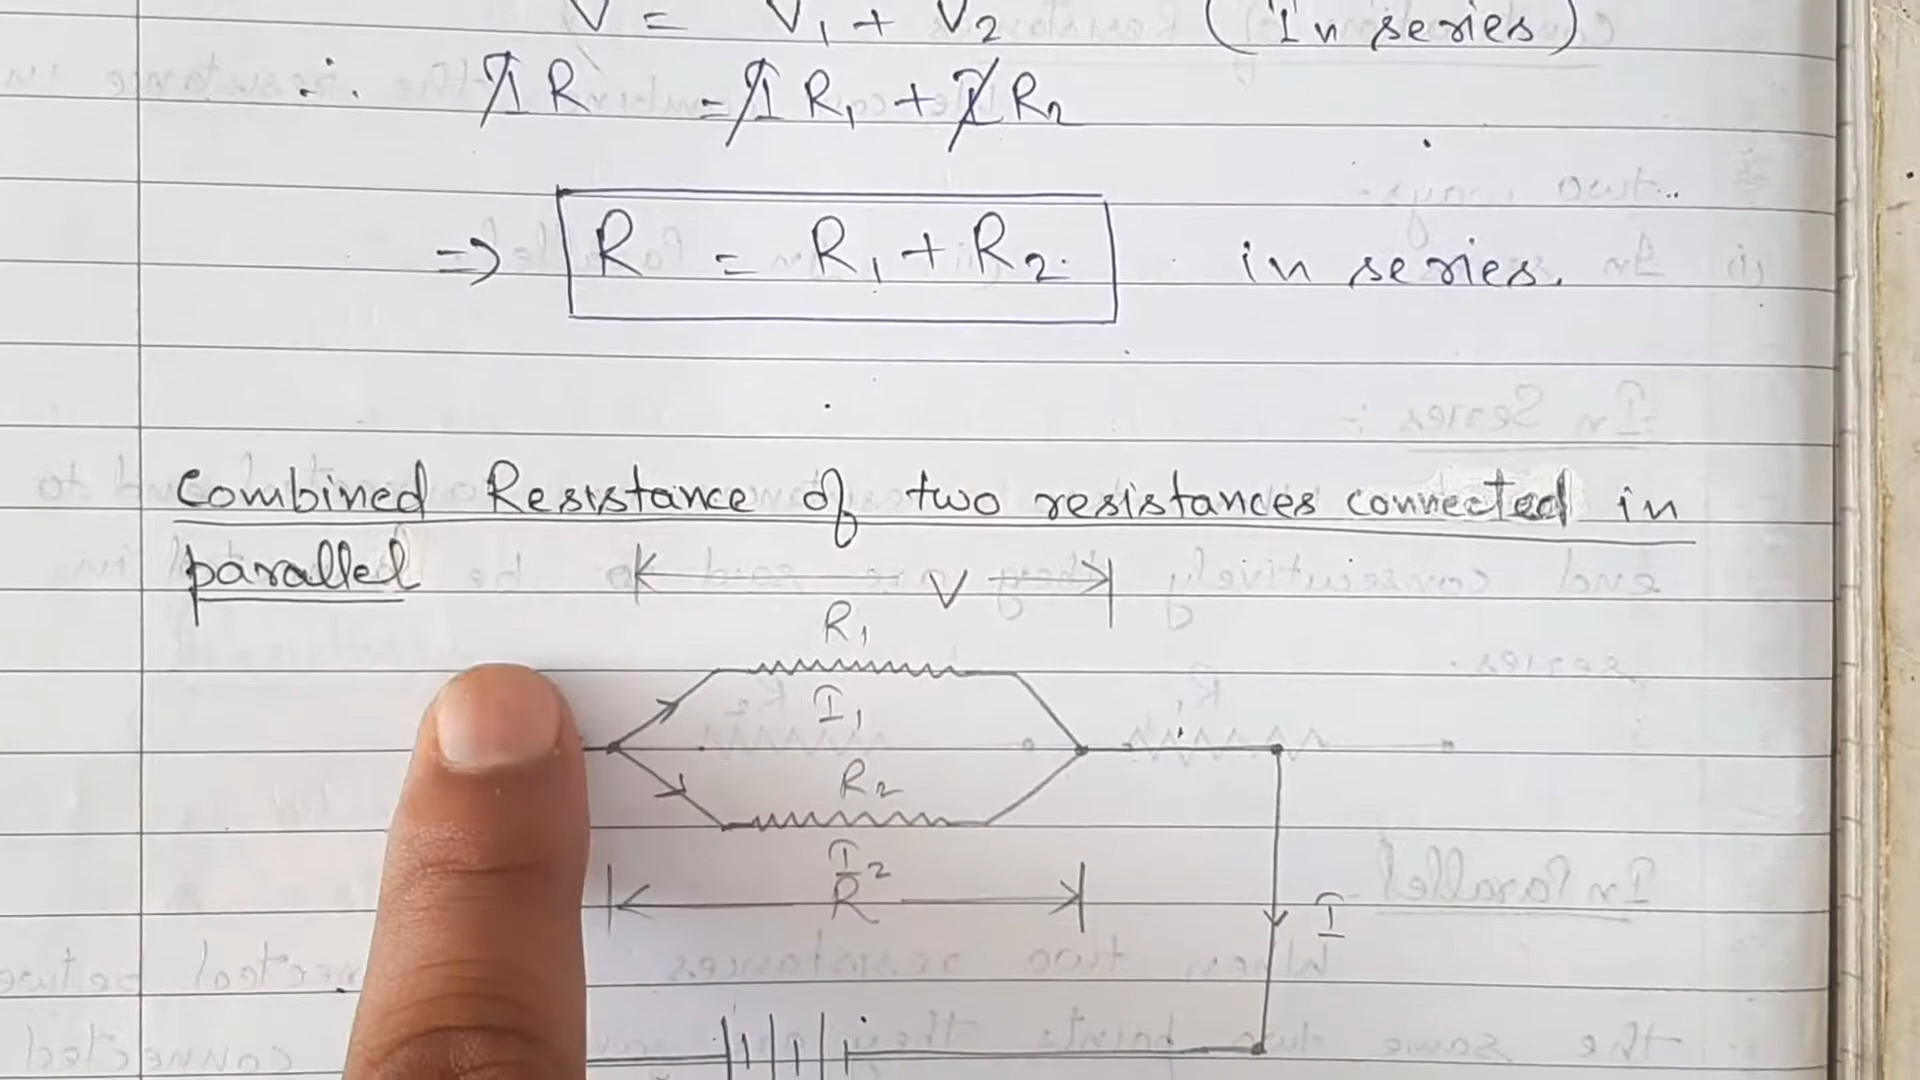 V = V₁ + V₂ (In series)
∴ IR = IR₁ + IR₂
⇒ R = R₁ + R₂. in series.
Combined Resistance of two resistances connected in
parallel
V
R₁
I₁
R₂
I₂
R
I